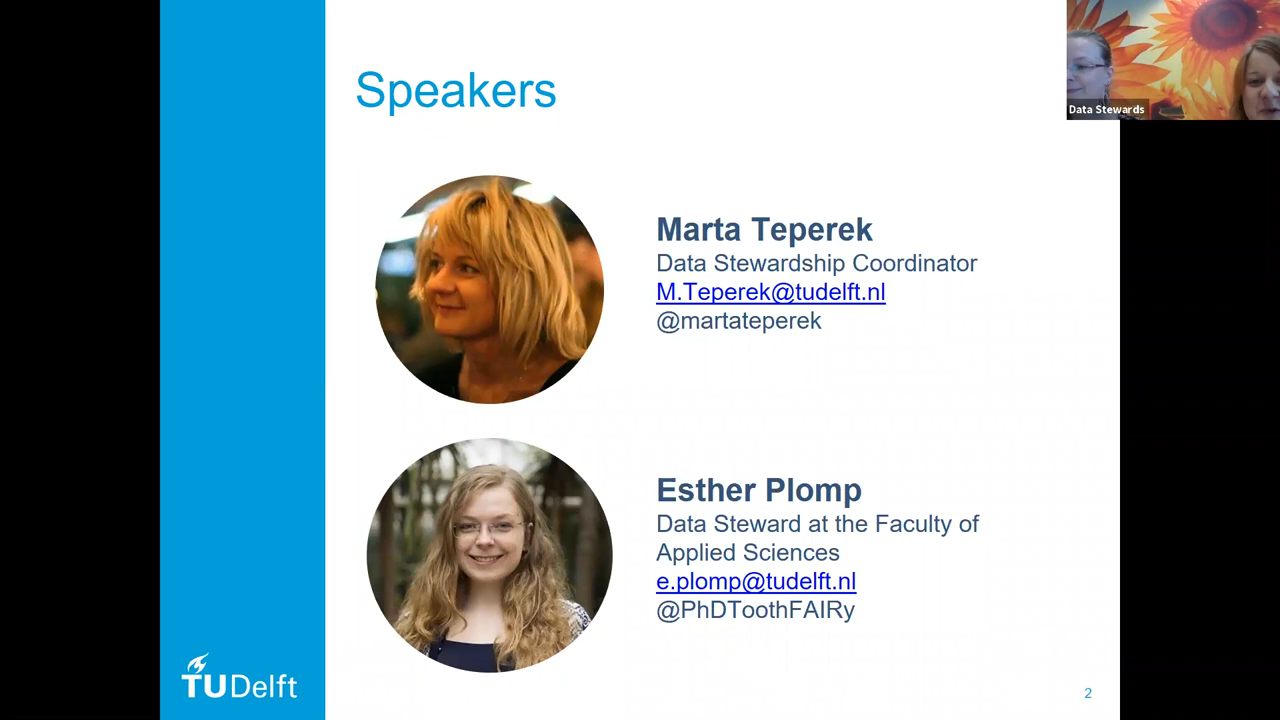 Speakers
Data Stewards
Marta Teperek
Data Stewardship Coordinator
M.Teperek@tudelft.nl
@martateperek
Esther Plomp
Data Steward at the Faculty of
Applied Sciences
e.plomp@tudelft.nl
@PhDToothFAIRy
TUDelft
2